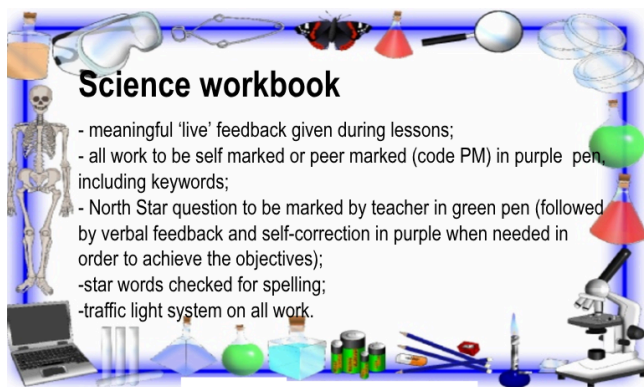 Science workbook
- meaningful ‘live’ feedback given during lessons;
- all work to be self marked or peer marked (code PM) in purple pen,
including keywords;
- North Star question to be marked by teacher in green pen (followed
by verbal feedback and self-correction in purple when needed in
order to achieve the objectives);
-star words checked for spelling;
-traffic light system on all work.